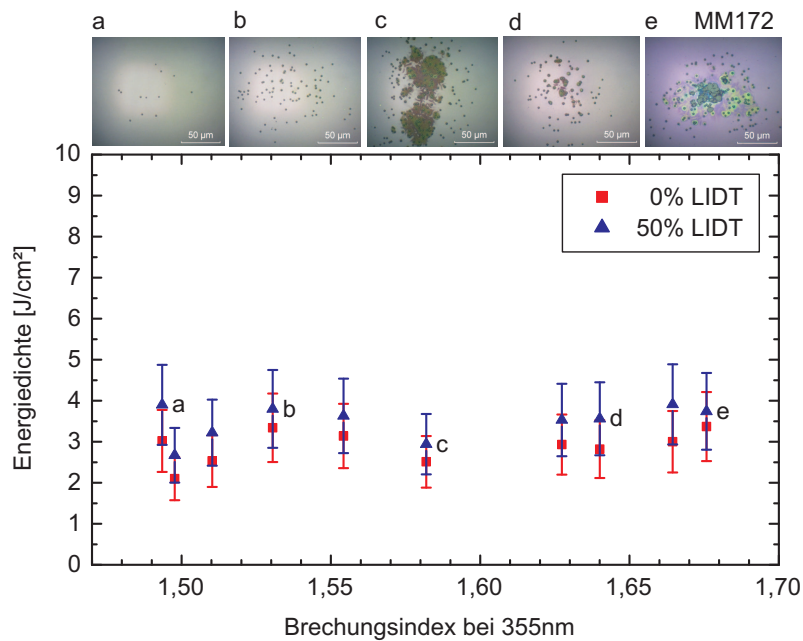 a b c d e MM172
50 µm 50 µm 50 µm 50 µm 50 µm
10
9
8
7
6
5
4
3
2
1
0
Energiedichte [J/cm²]
0% LIDT
50% LIDT
a
b
c
d
e
1,50 1,55 1,60 1,65 1,70
Brechungsindex bei 355nm